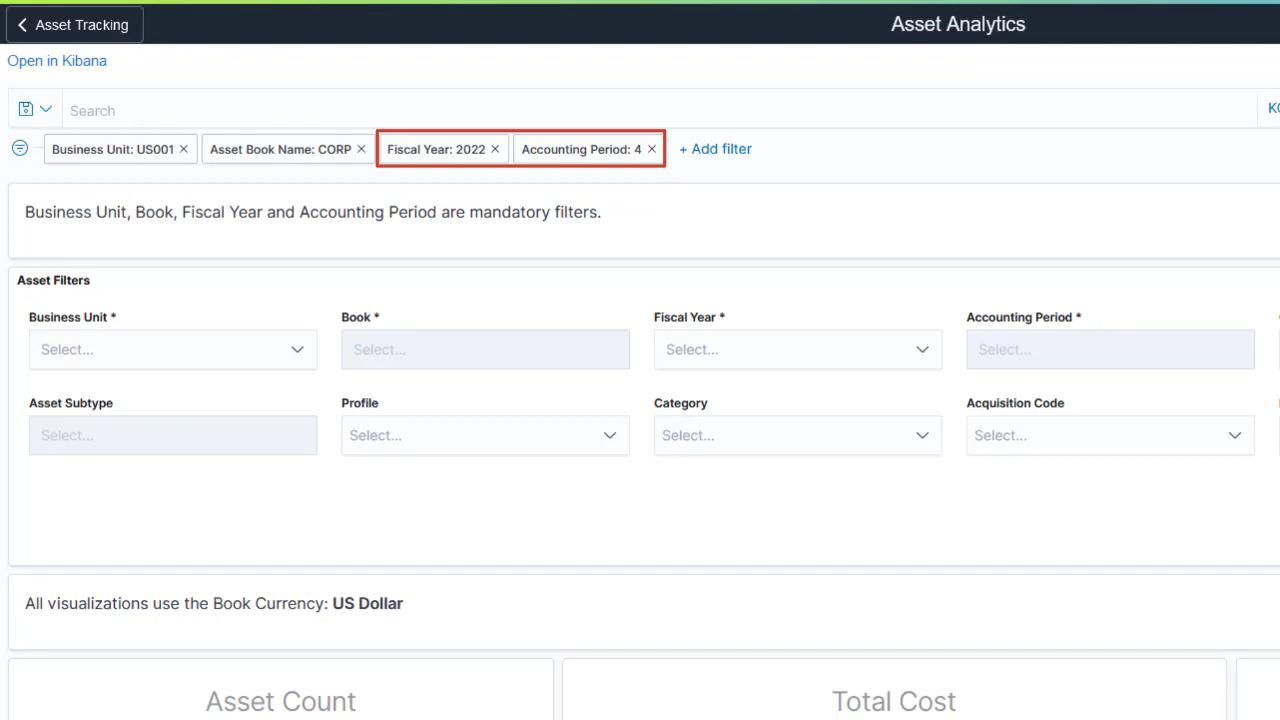 Asset Tracking
Asset Analytics
Open in Kibana
Search
Business Unit: US001 Asset Book Name: CORP Fiscal Year: 2022 Accounting Period: 4 + Add filter
Business Unit, Book, Fiscal Year and Accounting Period are mandatory filters.
Asset Filters
Business Unit * Book * Fiscal Year * Accounting Period *
Select... Select... Select... Select...
Asset Subtype Profile Category Acquisition Code
Select... Select... Select... Select...
All visualizations use the Book Currency: US Dollar
Asset Count Total Cost